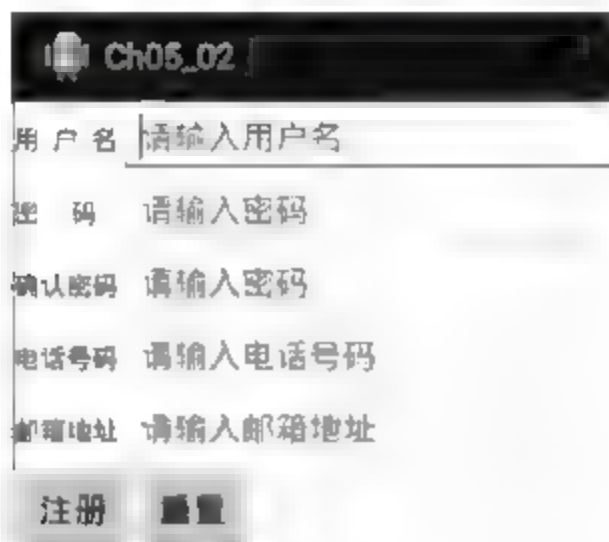 Ch05_02
用户名 请输入用户名
密 码 请输入密码
确认密码 请输入密码
电话号码 请输入电话号码
邮箱地址 请输入邮箱地址
注册 重置